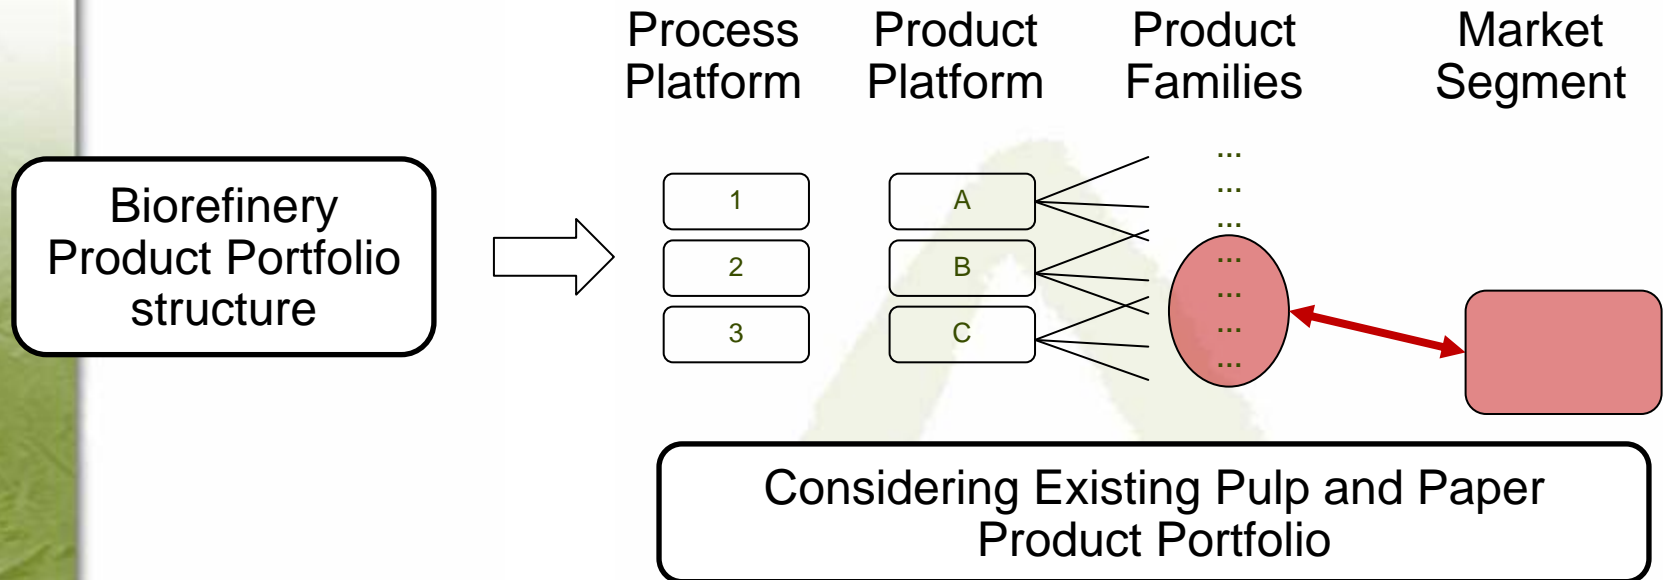 Process Platform
Product Platform
Product Families
Market Segment
Biorefinery
Product Portfolio
structure
1
2
3
A
B
C
...
...
...
...
...
...
...
Considering Existing Pulp and Paper
Product Portfolio